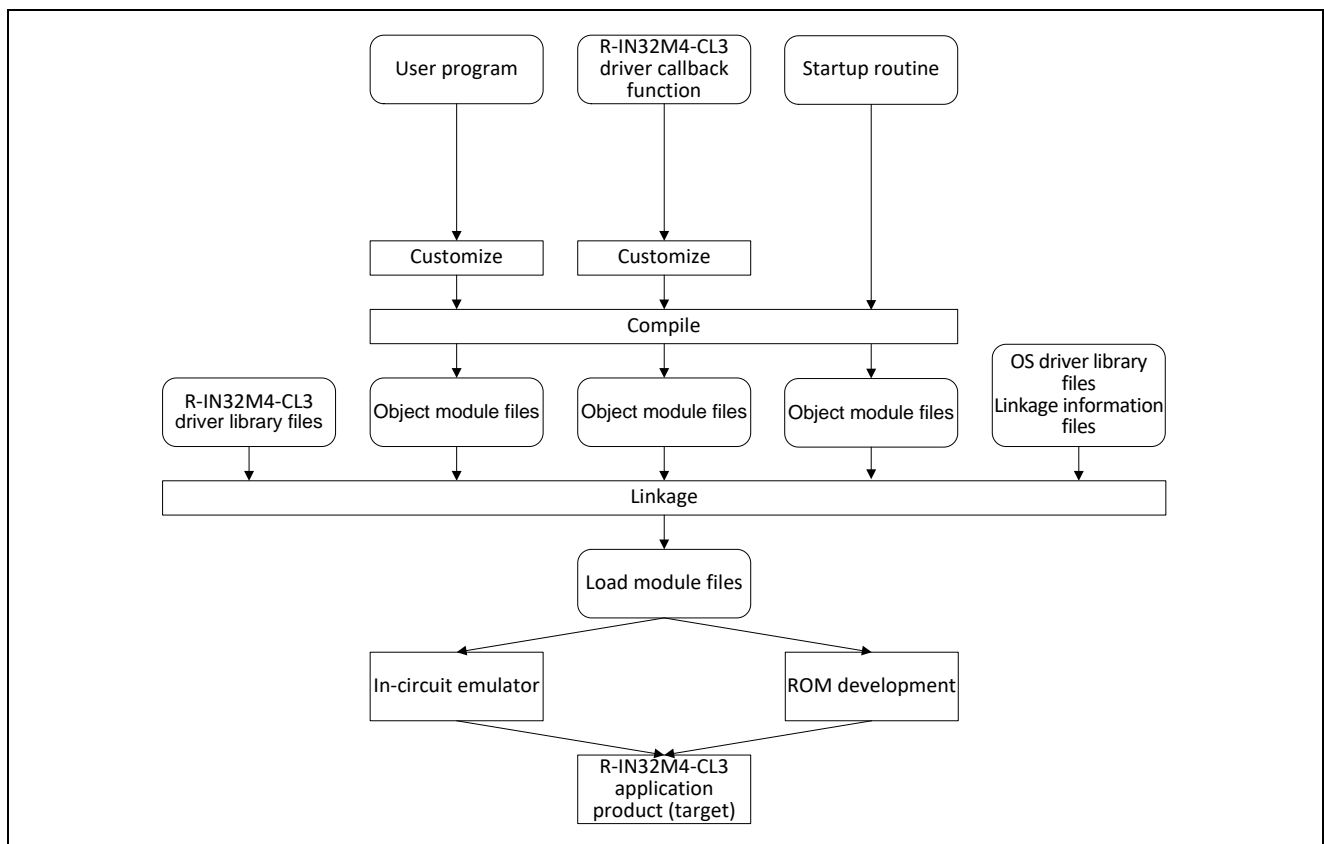 User program
R-IN32M4-CL3
driver callback
function
Startup routine
Customize
Customize
Compile
R-IN32M4-CL3
driver library files
Object module files
Object module files
Object module files
OS driver library
files
Linkage information
files
Linkage
Load module files
In-circuit emulator
ROM development
R-IN32M4-CL3
application
product (target)